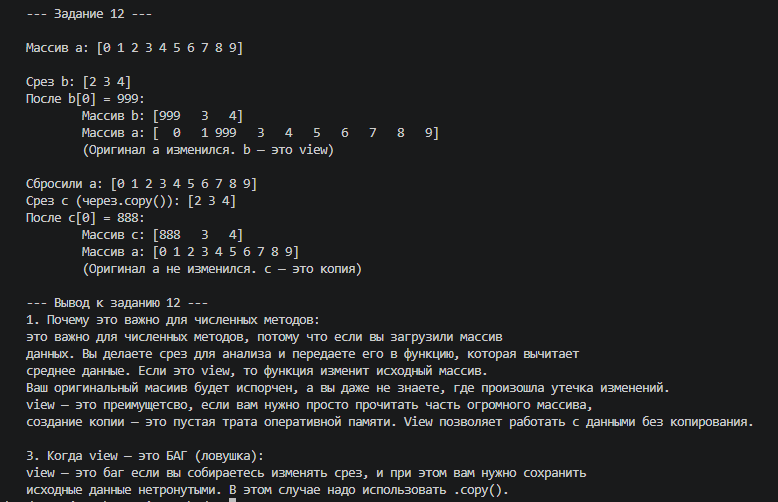 --- Задание 12 ---
Массив a: [0 1 2 3 4 5 6 7 8 9]
Срез b: [2 3 4]
После b[0] = 999:
Массив b: [999   3   4]
Массив a: [  0   1 999   3   4   5   6   7   8   9]
(Оригинал a изменился. b — это view)
Сбросили a: [0 1 2 3 4 5 6 7 8 9]
Срез c (через.copy()): [2 3 4]
После c[0] = 888:
Массив c: [888   3   4]
Массив a: [0 1 2 3 4 5 6 7 8 9]
(Оригинал a не изменился. c — это копия)
--- Вывод к заданию 12 ---
1. Почему это важно для численных методов:
это важно для численных методов, потому что если вы загрузили массив
данных. Вы делаете срез для анализа и передаете его в функцию, которая вычитает
среднее данные. Если это view, то функция изменит исходный массив.
Ваш оригинальный масиив будет испорчен, а вы даже не знаете, где произошла утечка изменений.
view — это преимущетсво, если вам нужно просто прочитать часть огромного массива,
создание копии — это пустая трата оперативной памяти. View позволяет работать с данными без копирования.
3. Когда view — это БАГ (ловушка):
view — это баг если вы собираетесь изменять срез, и при этом вам нужно сохранить
исходные данные нетронутыми. В этом случае надо использовать .copy().